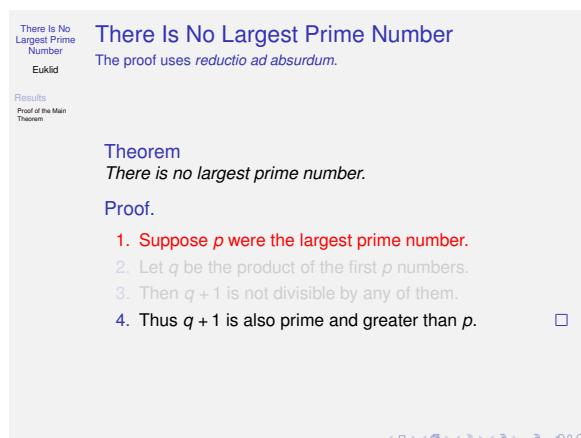 There Is No
Largest Prime
Number
Euklid
Results
Proof of the Main
Theorem
There Is No Largest Prime Number
The proof uses reductio ad absurdum.
Theorem
There is no largest prime number.
Proof.
1. Suppose p were the largest prime number.
2. Let q be the product of the first p numbers.
3. Then q + 1 is not divisible by any of them.
4. Thus q + 1 is also prime and greater than p. □